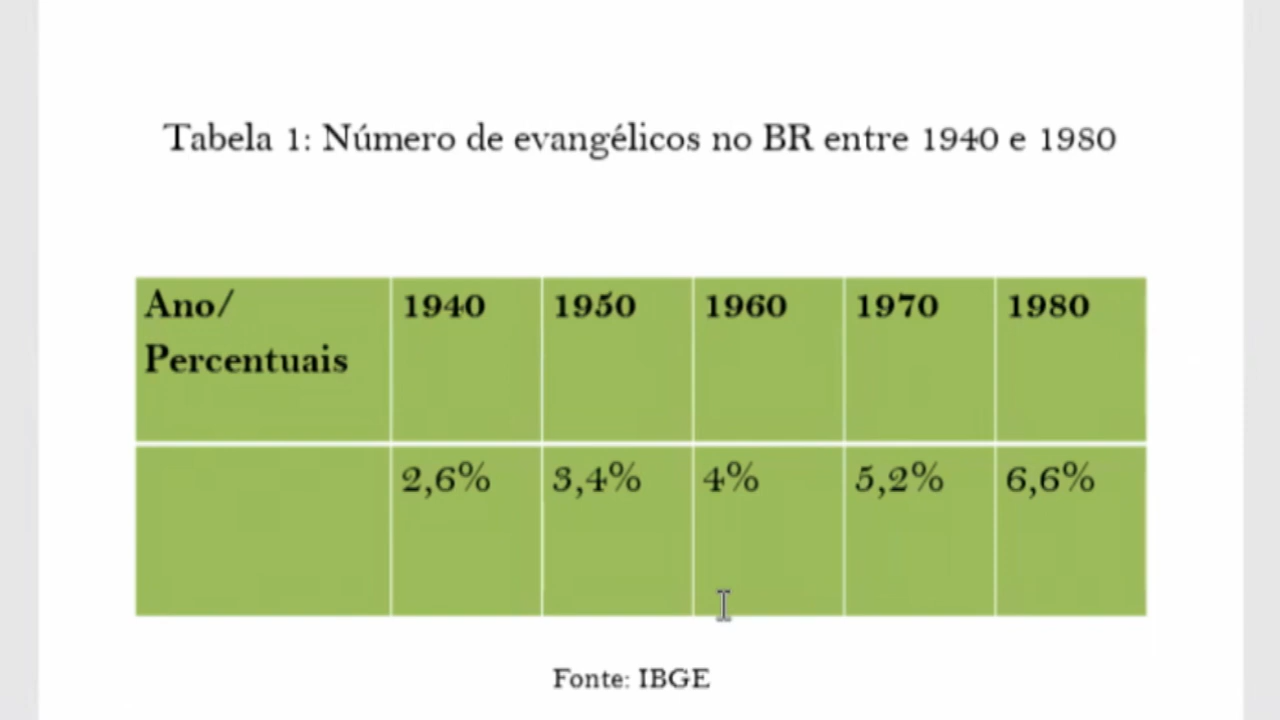 Tabela 1: Número de evangélicos no BR entre 1940 e 1980
Ano/ 1940 1950 1960 1970 1980
Percentuais
2,6% 3,4% 4% 5,2% 6,6%
Fonte: IBGE